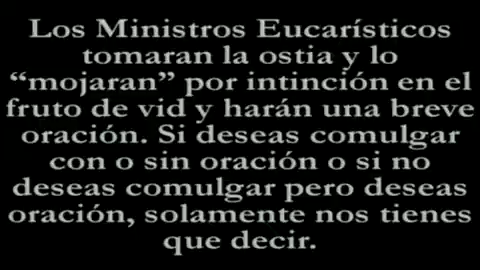 Los Ministros Eucarísticos
tomaran la ostia y lo
“mojaran” por intinción en el
fruto de vid y harán una breve
oración. Si deseas comulgar
con o sin oración o si no
deseas comulgar pero deseas
oración, solamente nos tienes
que decir.